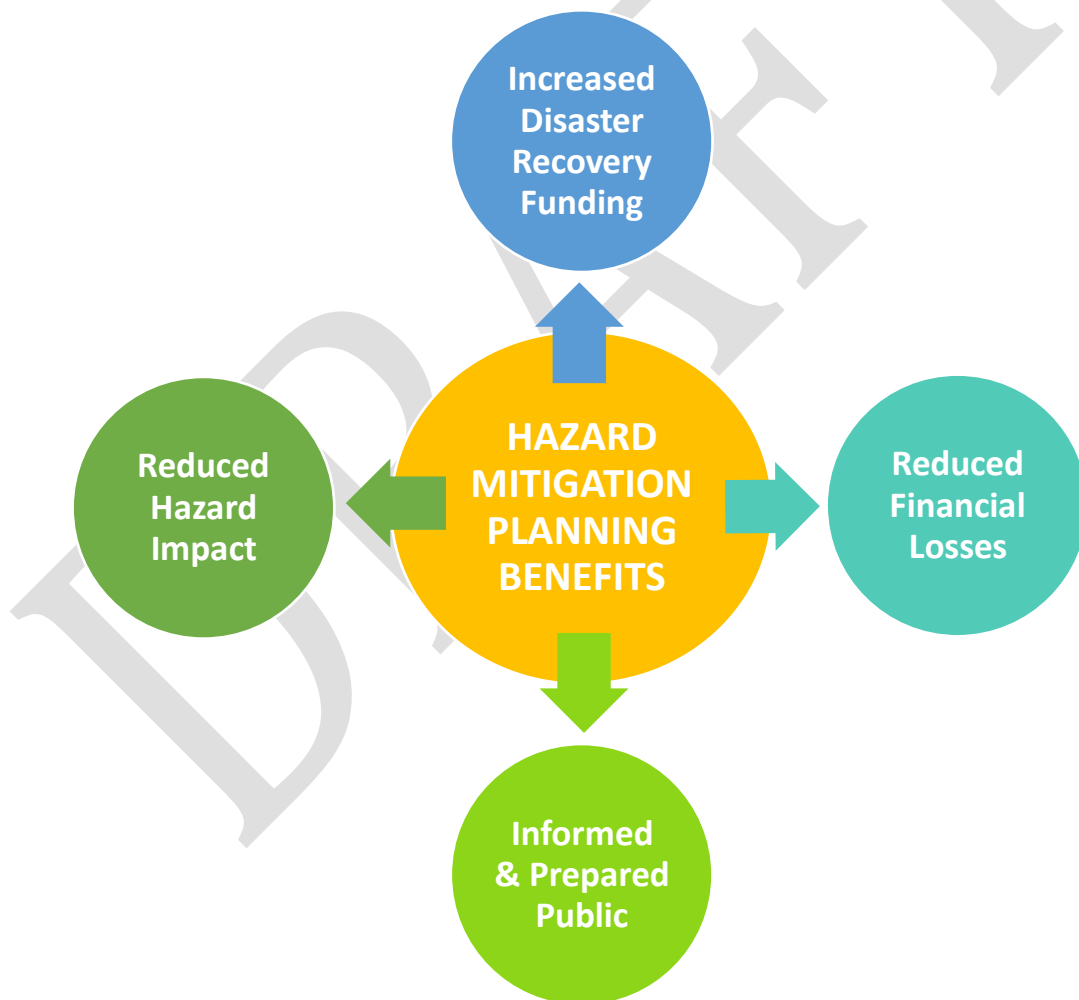 Increased
Disaster
Recovery
Funding
HAZARD
MITIGATION
PLANNING
BENEFITS
Reduced
Hazard
Impact
Reduced
Financial
Losses
Informed
& Prepared
Public
DRAFT